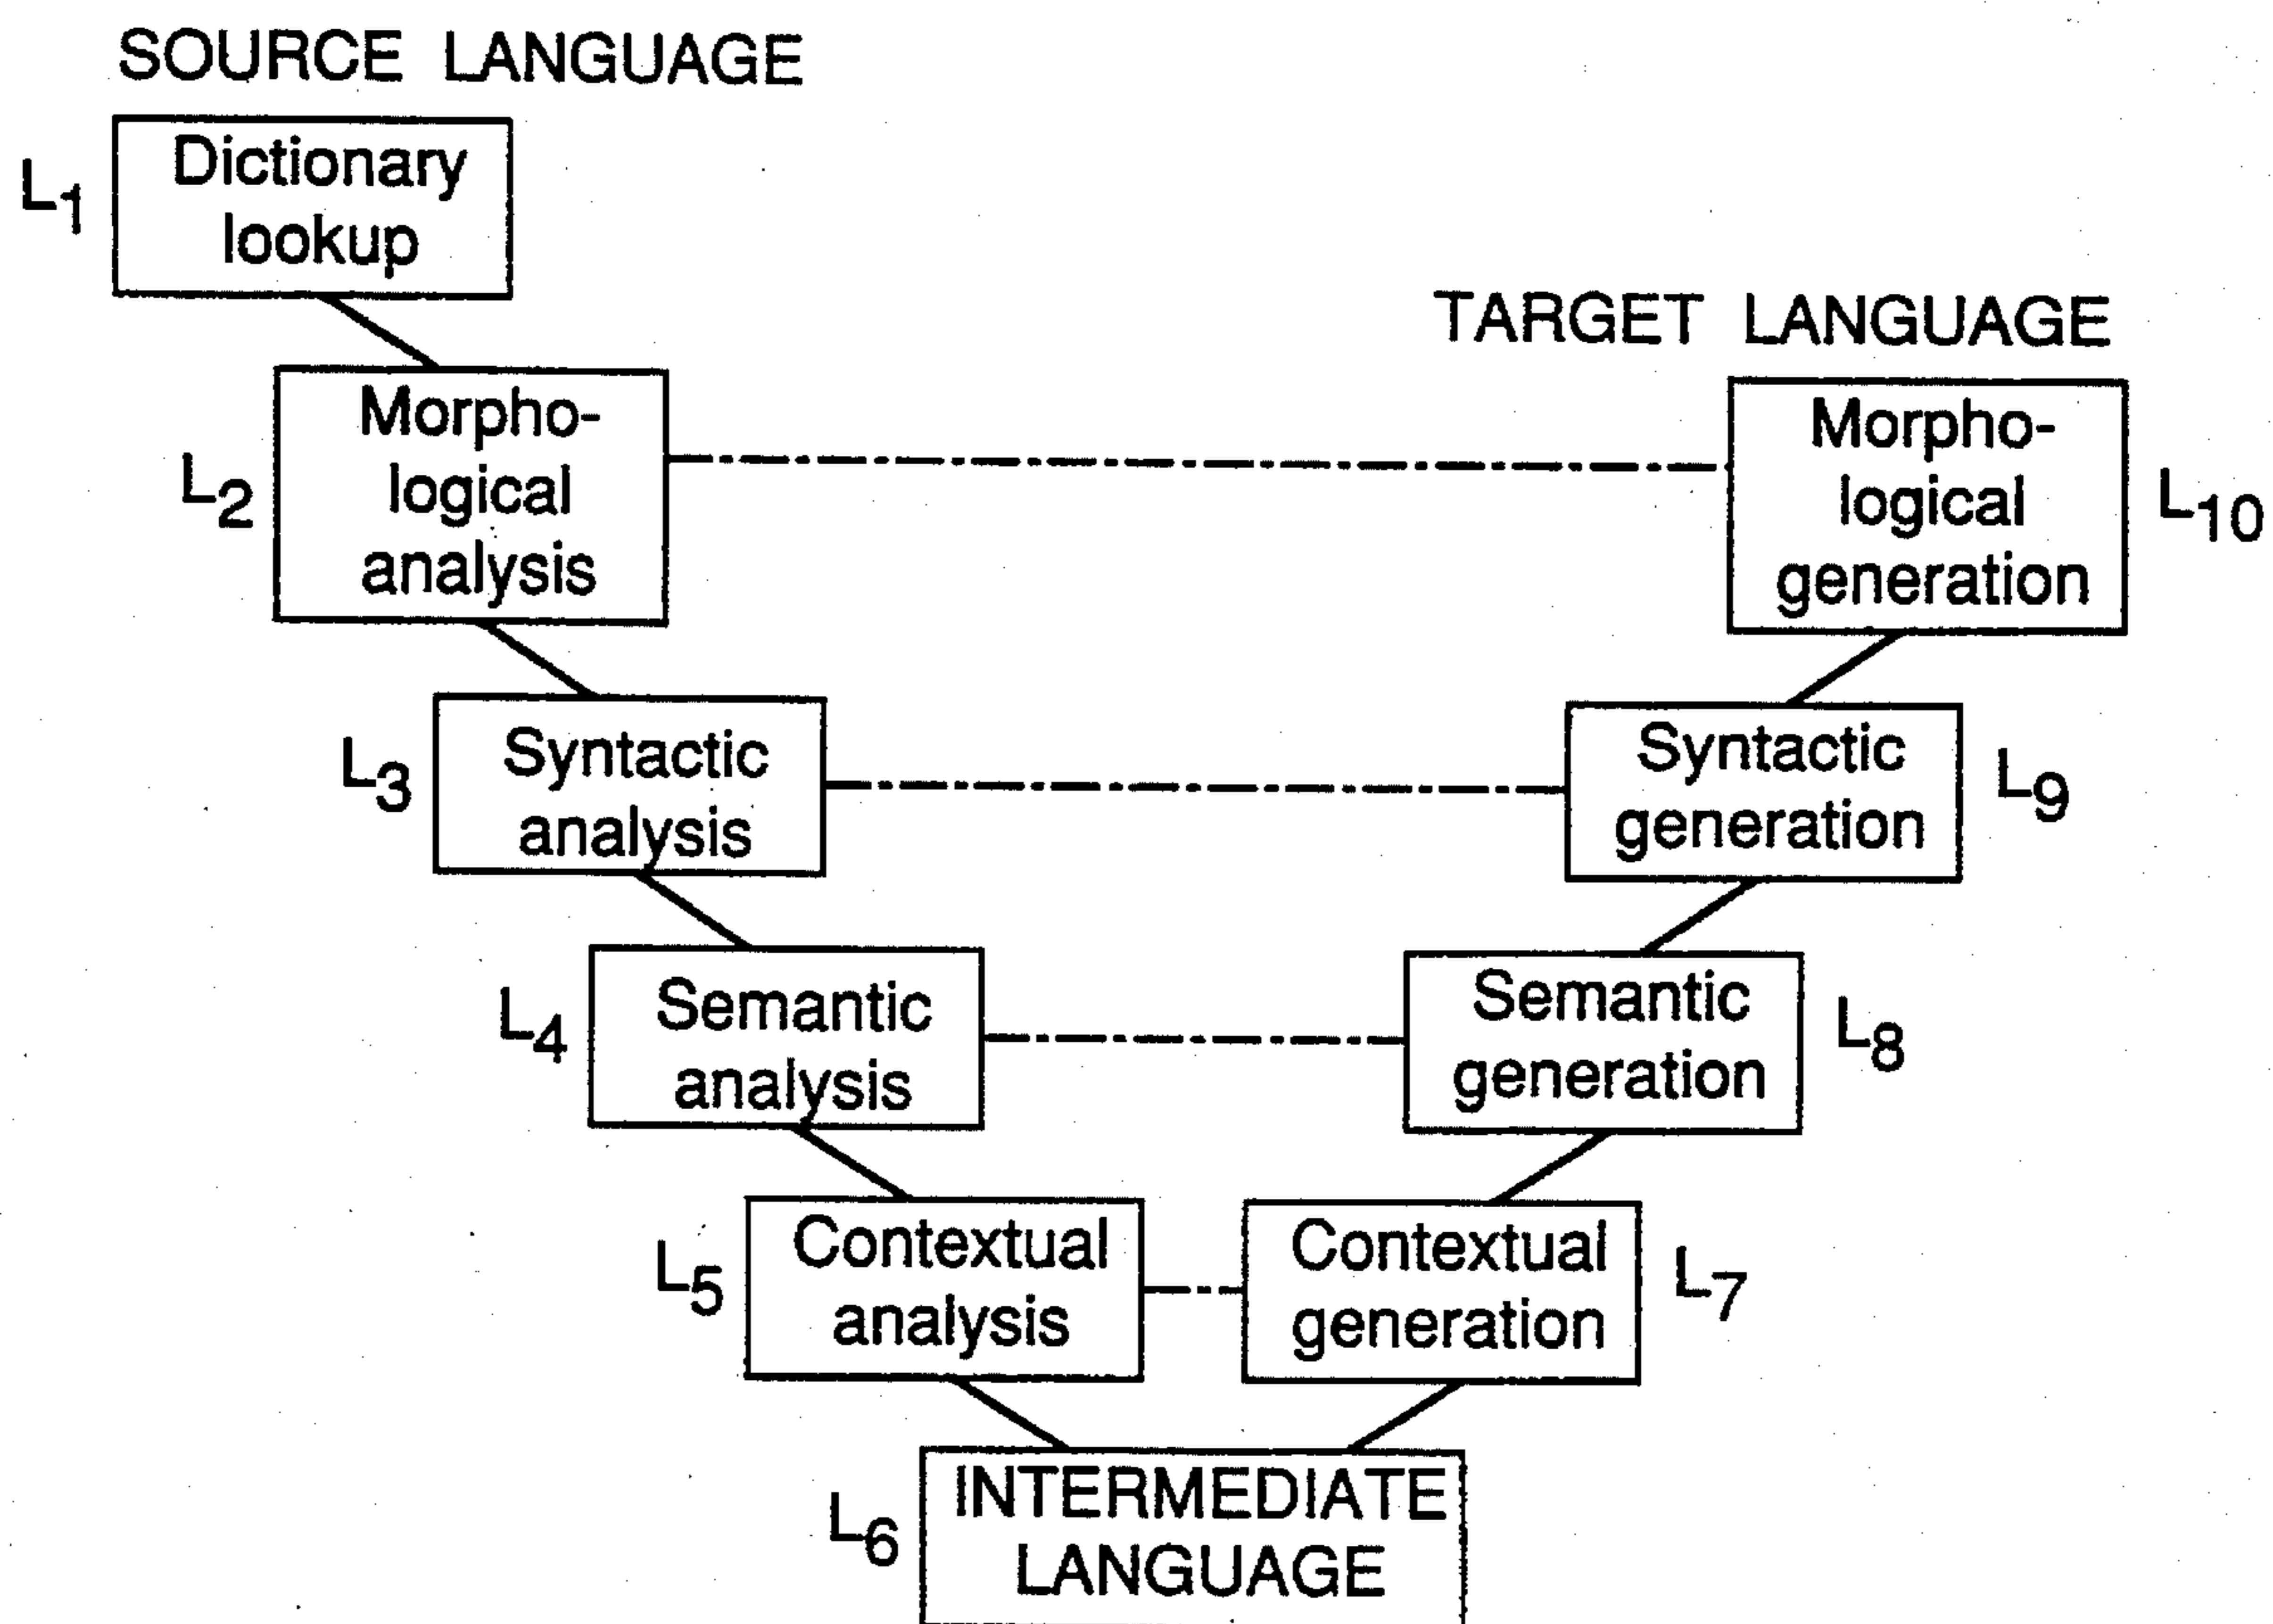 SOURCE LANGUAGE
L1
Dictionary
lookup
TARGET LANGUAGE
L2
Morpho-
logical
analysis
Morpho-
logical
generation
L10
L3
Syntactic
analysis
Syntactic
generation
L9
L4
Semantic
analysis
Semantic
generation
L8
L5
Contextual
analysis
Contextual
generation
L7
L6
INTERMEDIATE
LANGUAGE